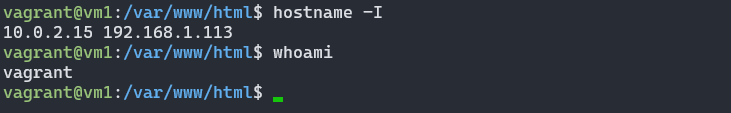 vagrant@vm1:/var/www/html$ hostname -I
10.0.2.15 192.168.1.113
vagrant@vm1:/var/www/html$ whoami
vagrant
vagrant@vm1:/var/www/html$